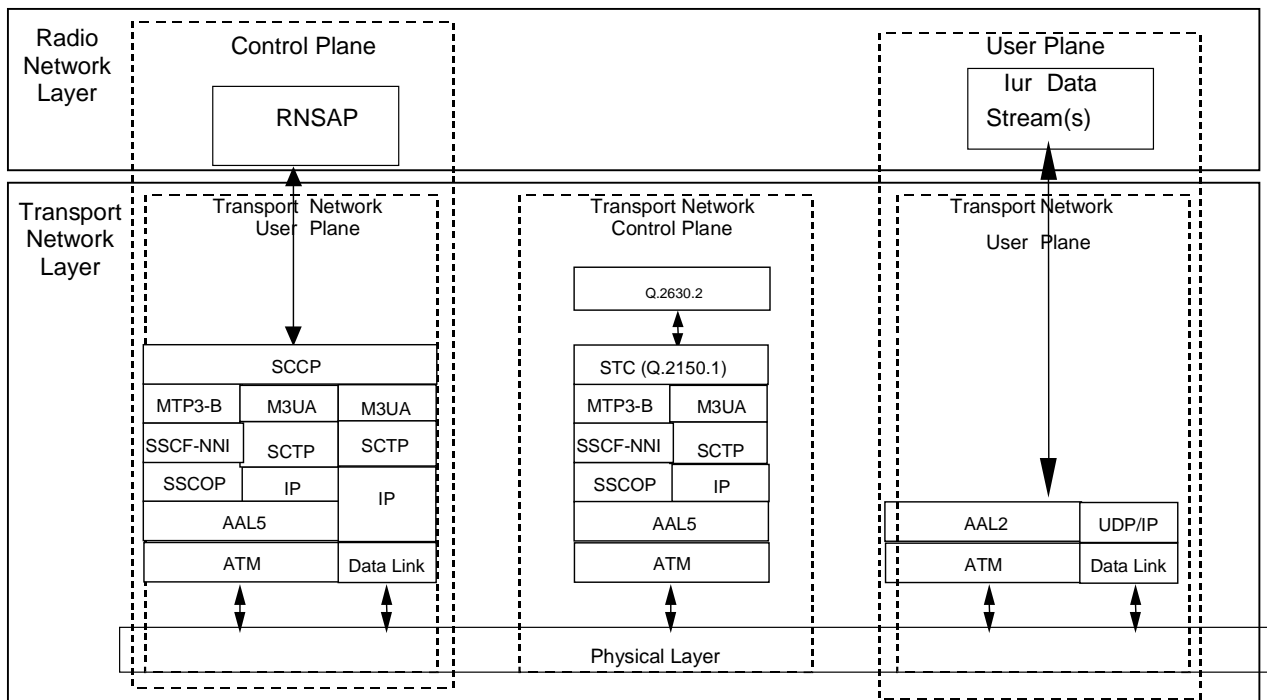 Radio
Network
Layer
Control Plane
User Plane
RNSAP
Iur Data
Stream(s)
Transport
Network
Layer
Transport Network
User Plane
Transport Network
Control Plane
Transport Network
User Plane
Q.2630.2
SCCP
STC (Q.2150.1)
MTP3-B
M3UA
M3UA
MTP3-B
M3UA
SSCF-NNI
SCTP
SCTP
SSCF-NNI
SCTP
SSCOP
IP
IP
SSCOP
IP
AAL5
AAL5
AAL2
UDP/IP
ATM
Data Link
ATM
ATM
Data Link
Physical Layer